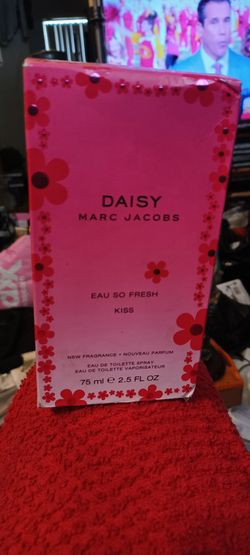 DAISY
MARC JACOBS
EAU SO FRESH
KISS
NEW FRAGRANCE • NOUVEAU PARFUM
EAU DE TOILETTE SPRAY
EAU DE TOILETTE VAPORISATEUR
75 ml ℮ 2.5 FL OZ